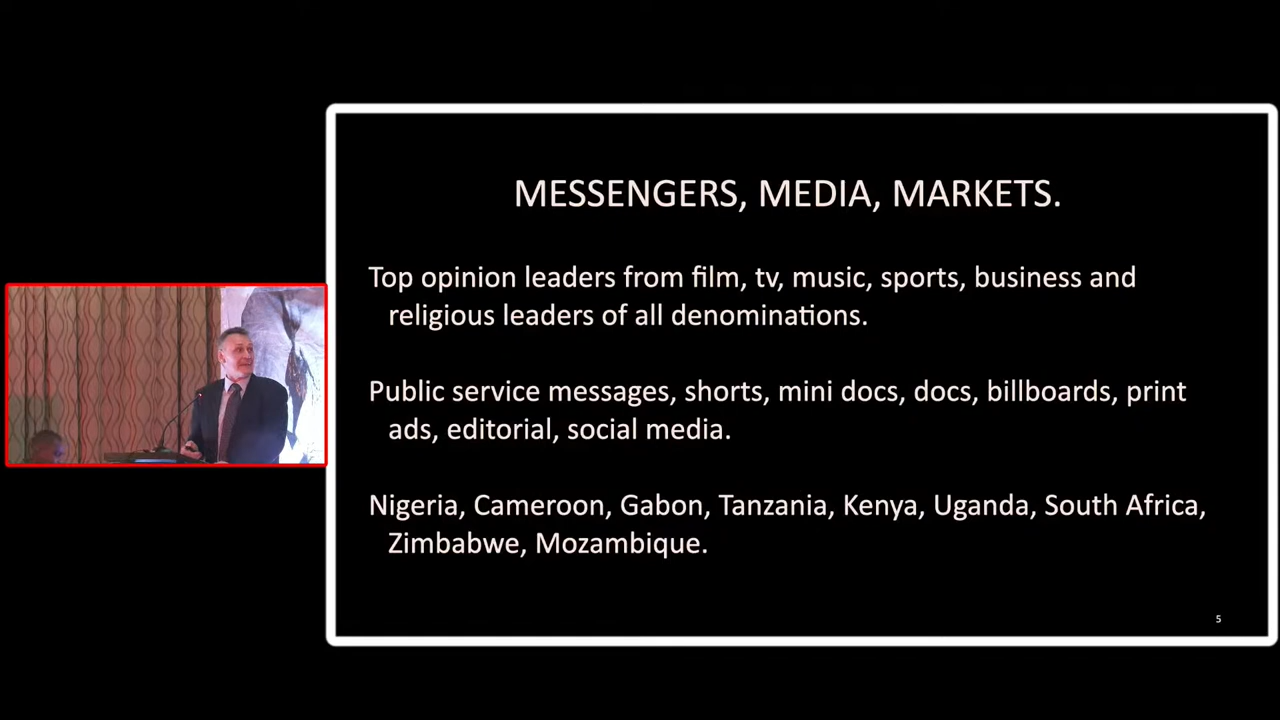 MESSENGERS, MEDIA, MARKETS.
Top opinion leaders from film, tv, music, sports, business and
religious leaders of all denominations.
Public service messages, shorts, mini docs, docs, billboards, print
ads, editorial, social media.
Nigeria, Cameroon, Gabon, Tanzania, Kenya, Uganda, South Africa,
Zimbabwe, Mozambique.
5